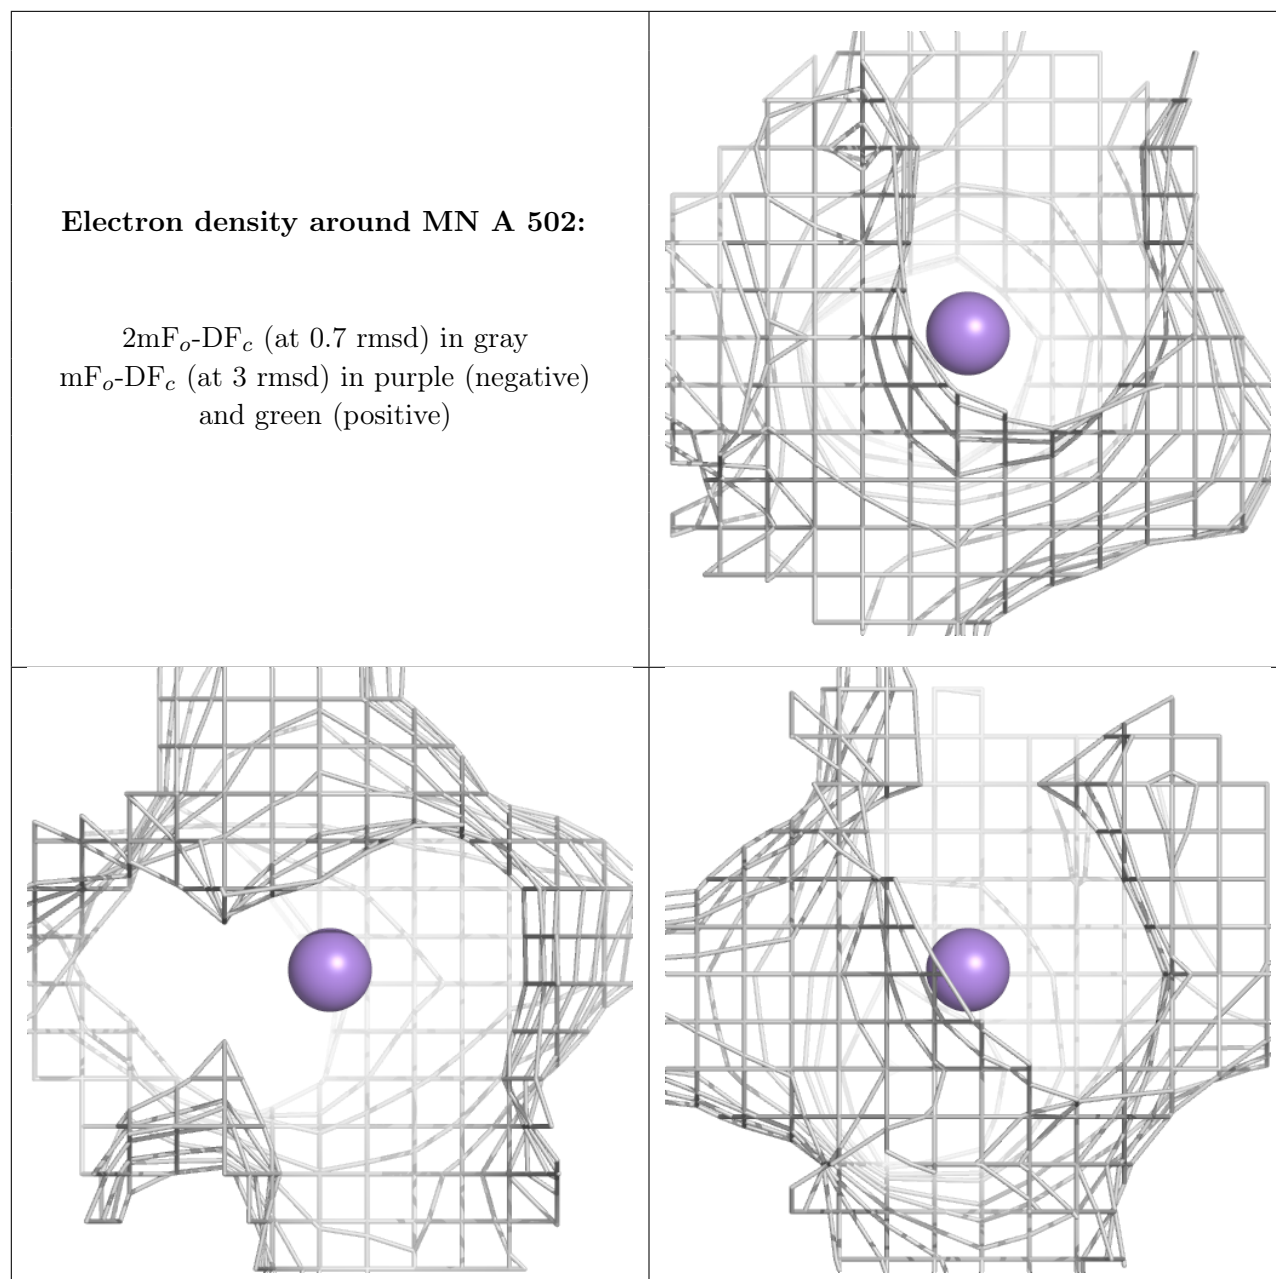 Electron density around MN A 502:
2mFo-DFc (at 0.7 rmsd) in gray
mFo-DFc (at 3 rmsd) in purple (negative)
and green (positive)